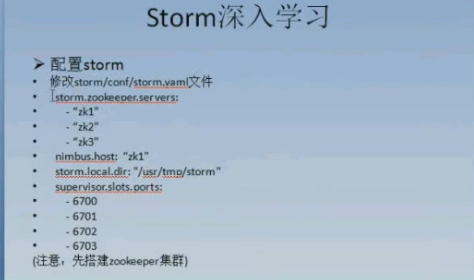 Storm深入学习
➢ 配置storm
• 修改storm/conf/storm.yaml文件
• storm.zookeeper.servers:
• - “zk1”
• - “zk2”
• - “zk3”
• nimbus.host: “zk1”
• storm.local.dir: "/usr/tmp/storm"
• supervisor.slots.ports:
• - 6700
• - 6701
• - 6702
• - 6703
(注意，先搭建zookeeper集群)